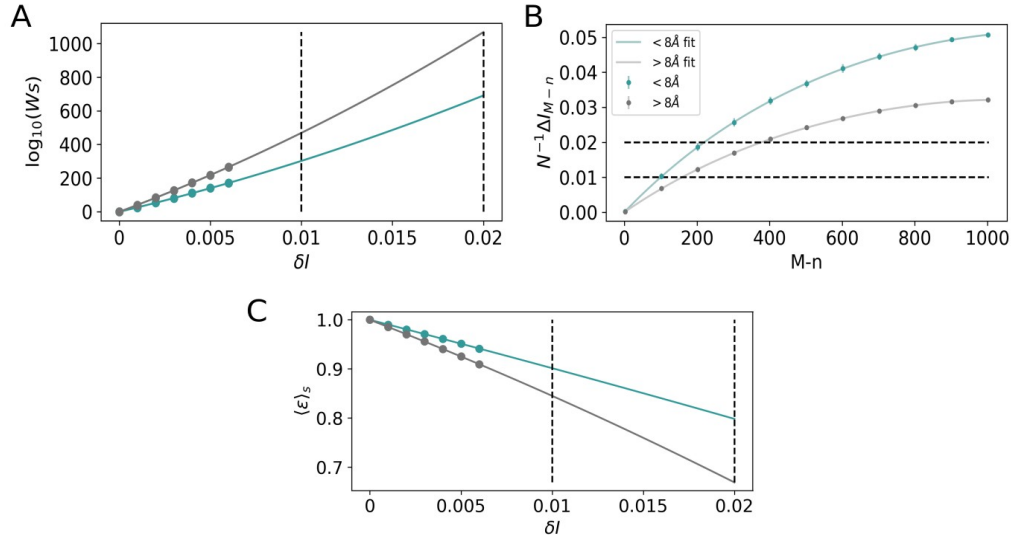 A
log₁₀(Ws)
1000
800
600
400
200
0
0 0.005 0.01 0.015 0.02
δI
B
N⁻¹ΔI_{M−n}
0.05
0.04
0.03
0.02
0.01
0.00
< 8Å fit
> 8Å fit
< 8Å
> 8Å
0 200 400 600 800 1000
M-n
C
⟨ε⟩ₛ
1.0
0.9
0.8
0.7
0 0.005 0.01 0.015 0.02
δI